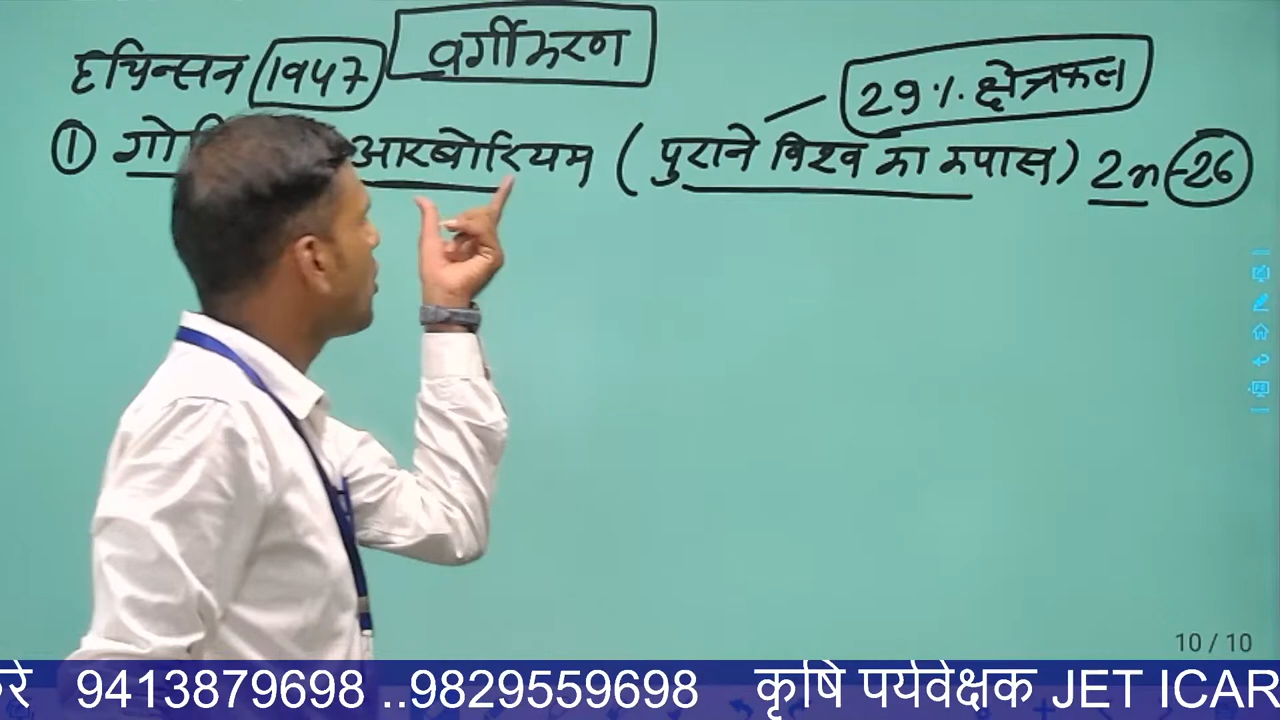 हचिन्सन 1947 वर्गीकरण
29% क्षेत्रफल
① गो आरबोरियम ( पुराने विश्व का कपास) 2n-26
10 / 10
करे 9413879698 ..9829559698 कृषि पर्यवेक्षक JET ICAR